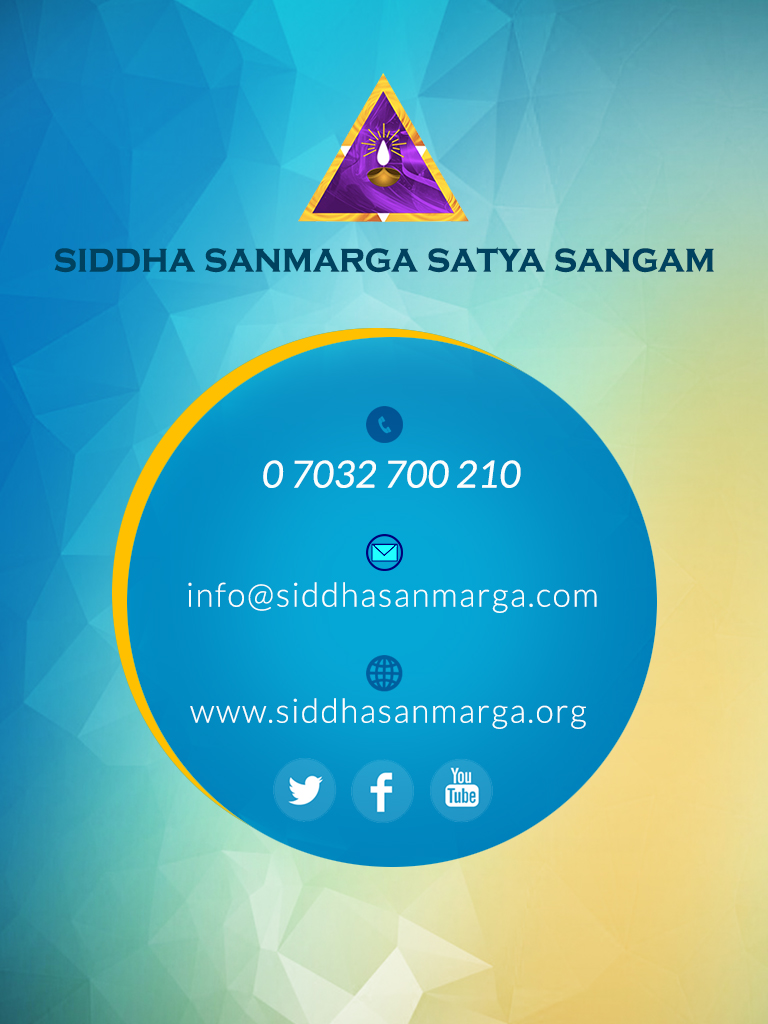 SIDDHA SANMARGA SATYA SANGAM
0 7032 700 210
info@siddhasanmarga.com
www.siddhasanmarga.org
f
You
Tube